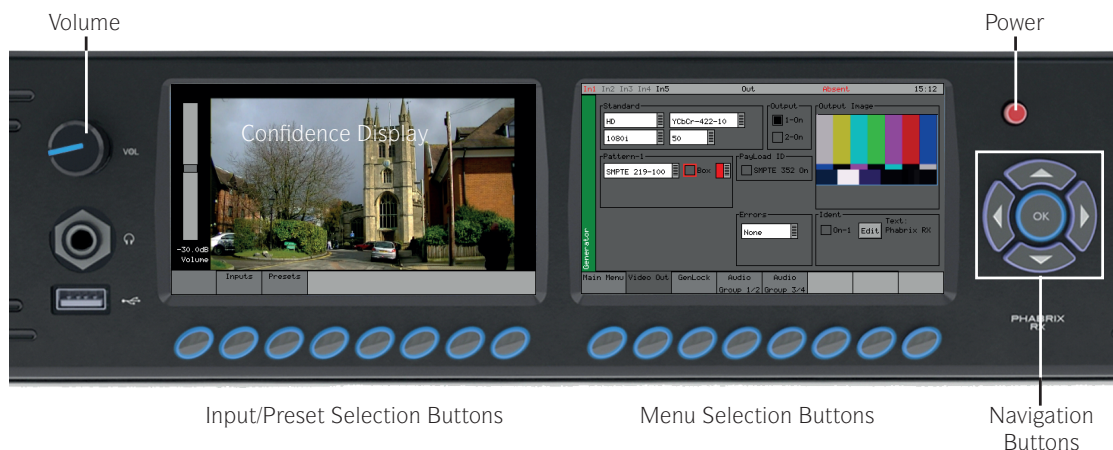 Volume
Power
VOL
Confidence Display
-30.0dB
Volume
Inputs Presets
In1 In2 In3 In4 In5 Out Absent 15:12
Standard
HD YCbCr-422-10
1080i 50
Output
1-On
2-On
Output Image
Pattern-1
SMPTE 219-100 Box
PayLoad ID
SMPTE 352 On
Errors
None
Ident
On-1 Edit Text:
Phabrix RX
Generator
Main Menu Video Out GenLock Audio Group 1/2 Audio Group 3/4
OK
PHABRIX
RX
Input/Preset Selection Buttons
Menu Selection Buttons
Navigation
Buttons